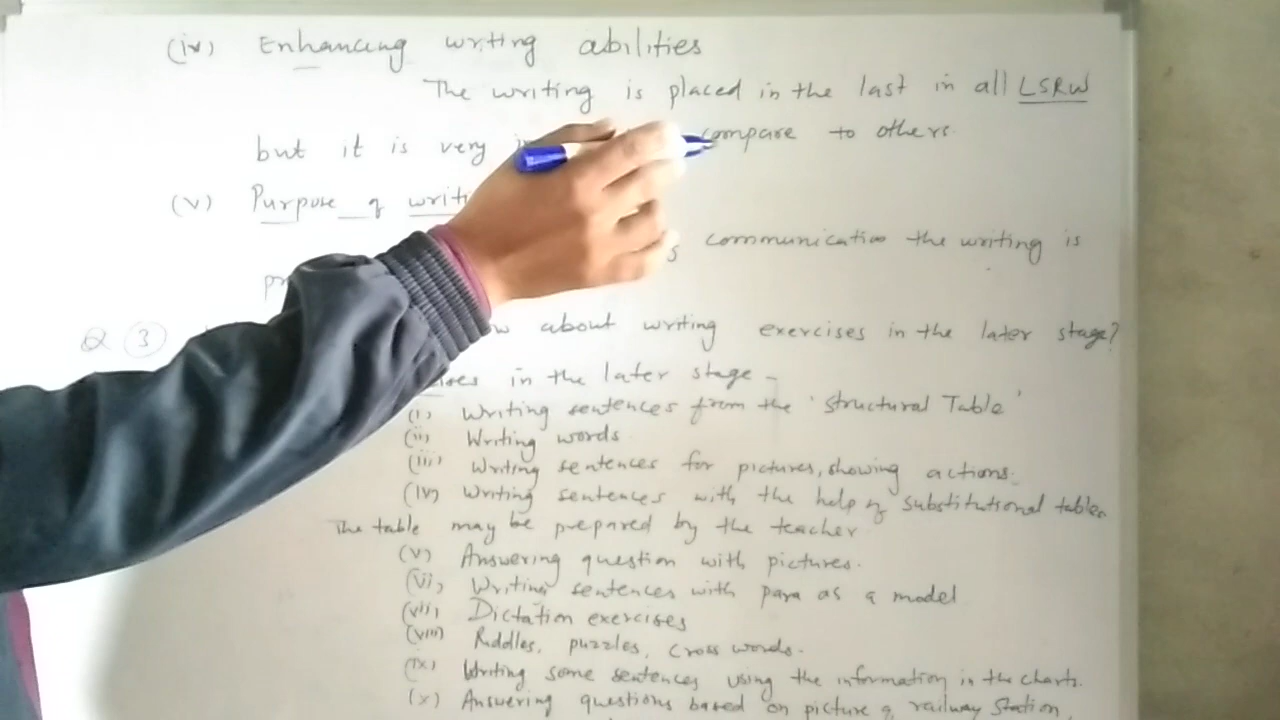 (iv) Enhancing writing abilities
The writing is placed in the last in all LSRW
but it is very compare to others.
(v) Purpose of
communication the writing is
Q (3) about writing exercises in the later stage?
in the later stage -
(i) Writing sentences from the 'Structural Table'
(ii) Writing words
(iii) Writing sentences for pictures, showing actions.
(iv) Writing sentences with the help of substitutional tables
The table may be prepared by the teacher
(v) Answering question with pictures.
(vi) Writing sentences with para as a model
(vii) Dictation exercises
(viii) Riddles, puzzles, cross words.
(ix) Writing some sentences using the information in the charts.
(x) Answering questions based on picture of railway station,